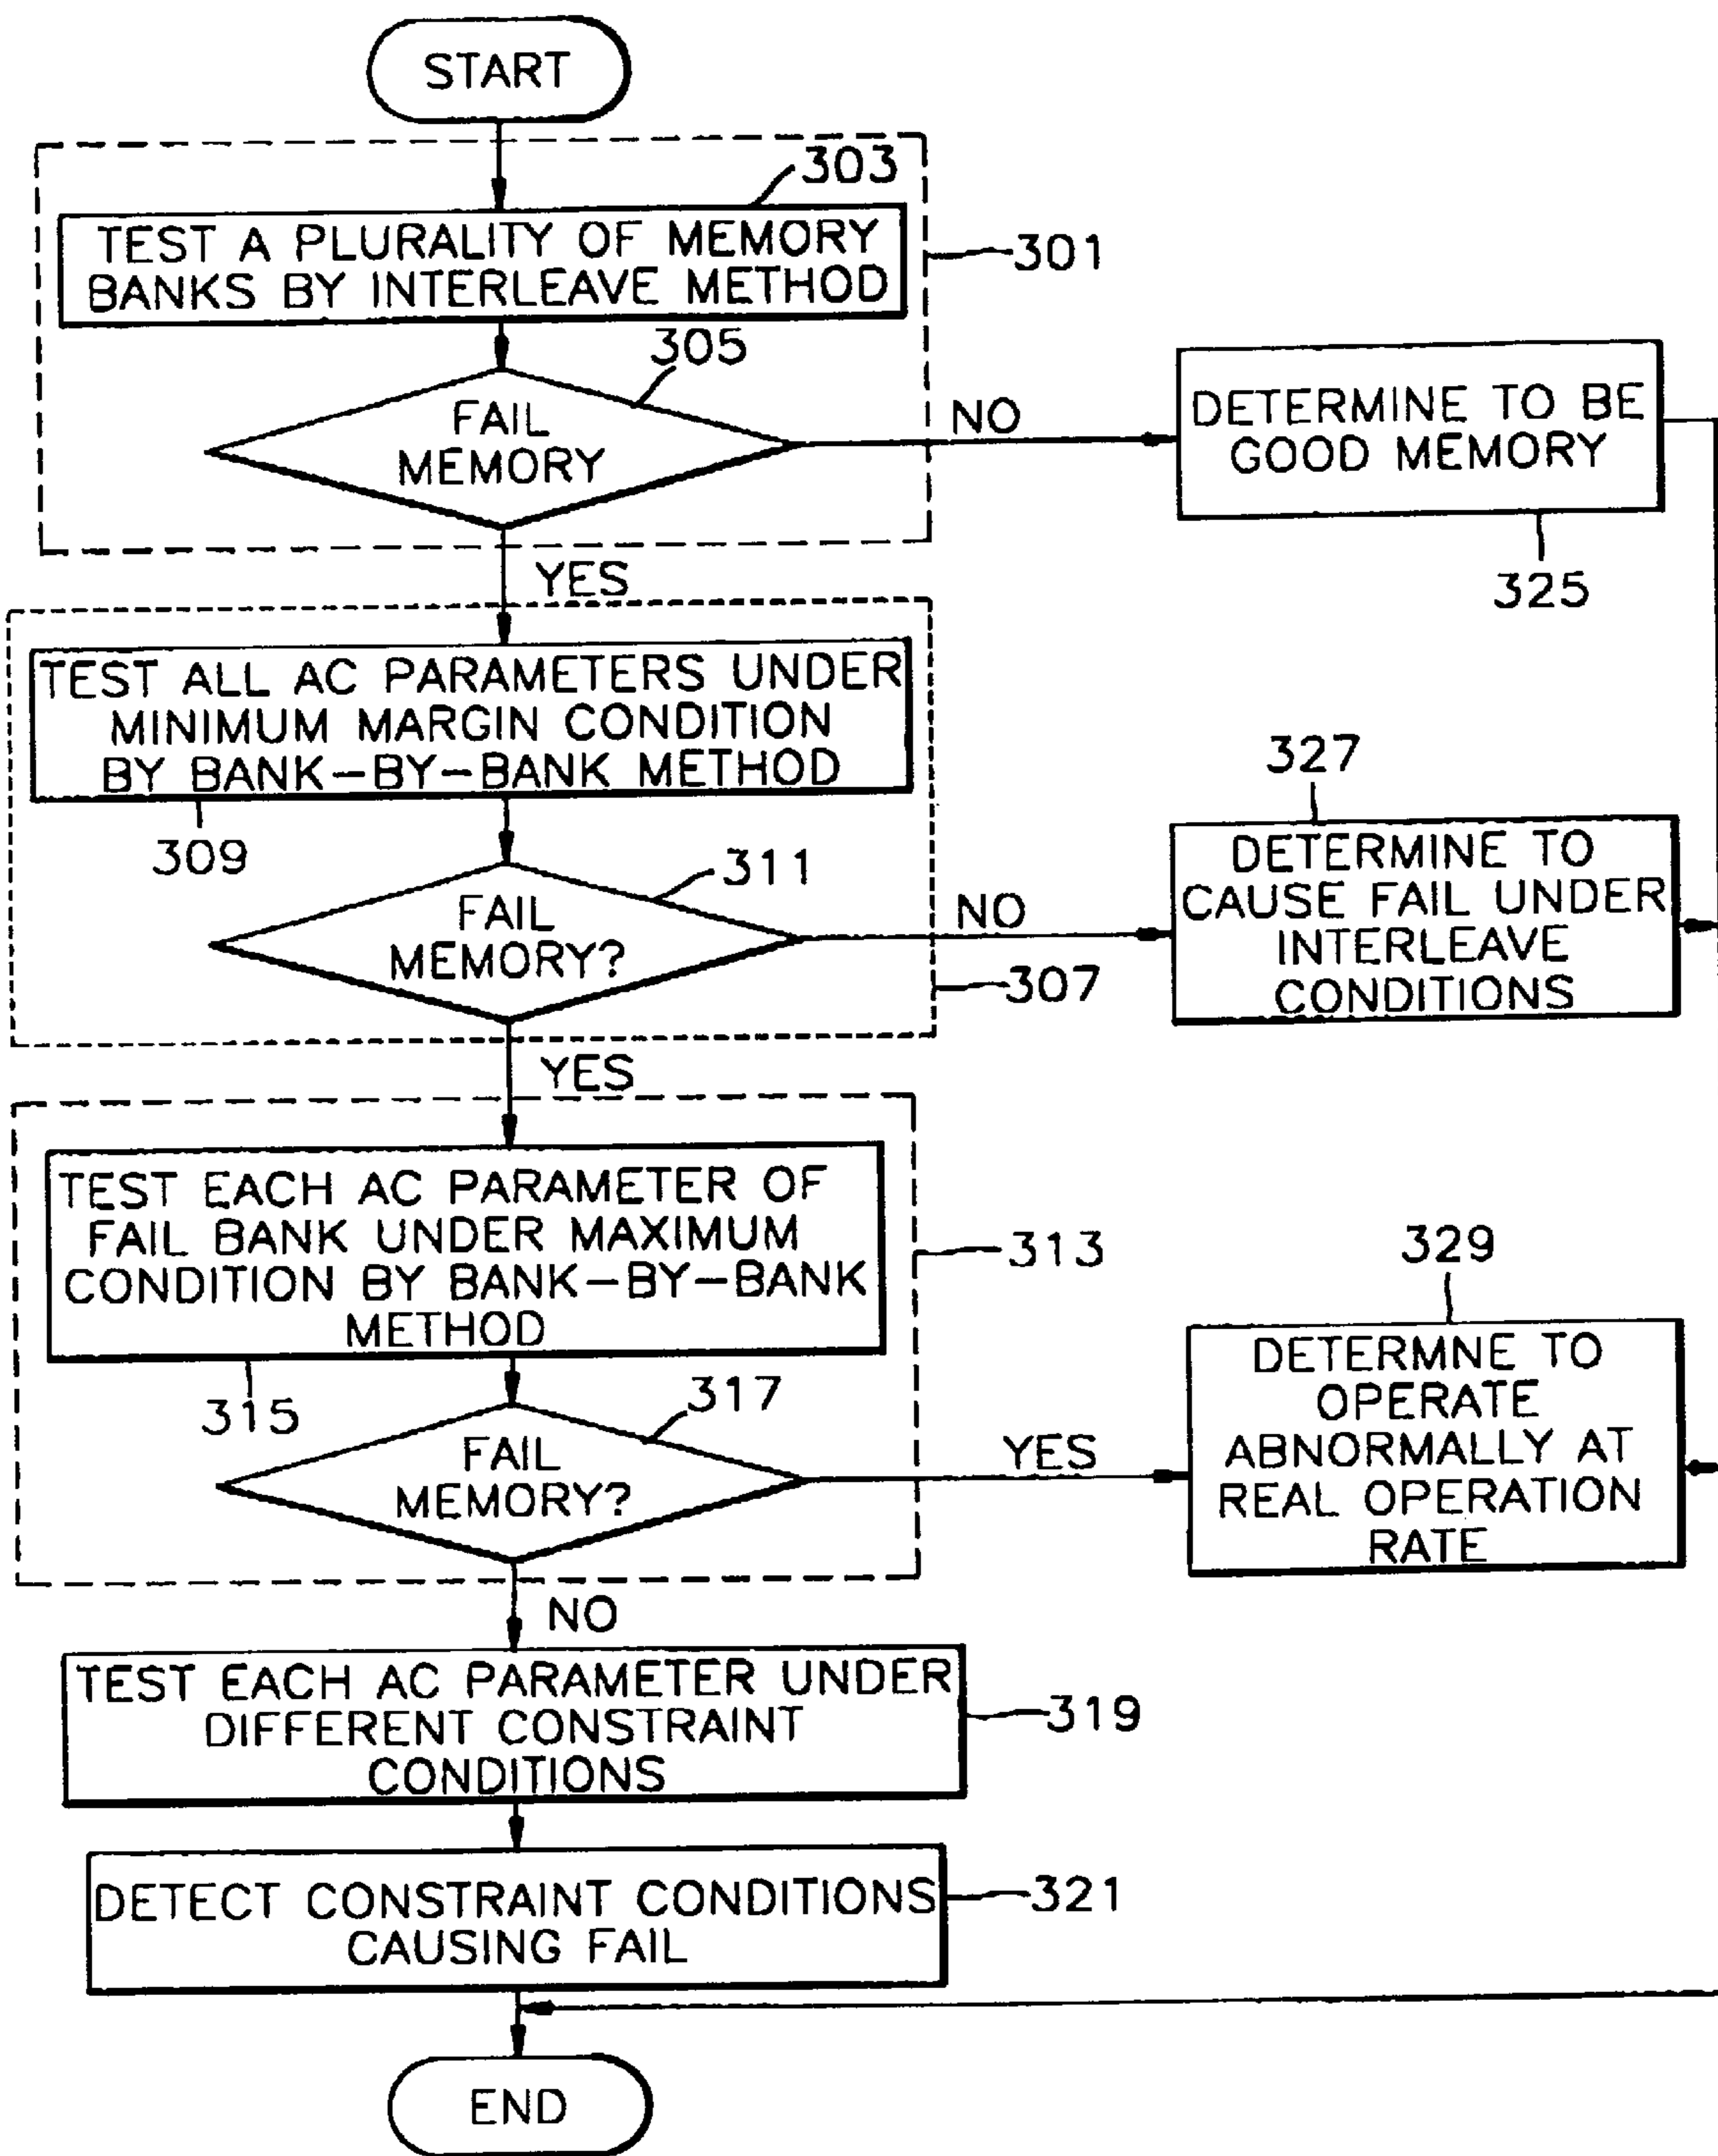 START
303
TEST A PLURALITY OF MEMORY
BANKS BY INTERLEAVE METHOD
301
305
FAIL
MEMORY
NO
DETERMINE TO BE
GOOD MEMORY
325
YES
TEST ALL AC PARAMETERS UNDER
MINIMUM MARGIN CONDITION
BY BANK-BY-BANK METHOD
309
311
FAIL
MEMORY?
NO
307
327
DETERMINE TO
CAUSE FAIL UNDER
INTERLEAVE
CONDITIONS
YES
TEST EACH AC PARAMETER OF
FAIL BANK UNDER MAXIMUM
CONDITION BY BANK-BY-BANK
METHOD
313
315
317
FAIL
MEMORY?
YES
329
DETERMNE TO
OPERATE
ABNORMALLY AT
REAL OPERATION
RATE
NO
TEST EACH AC PARAMETER UNDER
DIFFERENT CONSTRAINT
CONDITIONS
319
DETECT CONSTRAINT CONDITIONS
CAUSING FAIL
321
END